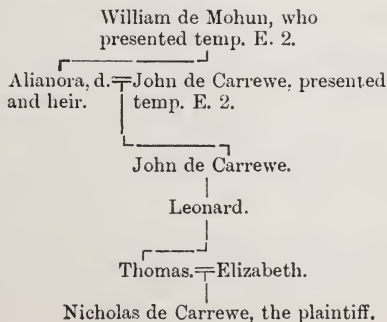 William de Mohun, who
presented temp. E. 2.
Alianora, d.=John de Carrewe, presented
and heir. temp. E. 2.
John de Carrewe.
Leonard.
Thomas.=Elizabeth.
Nicholas de Carrewe, the plaintiff.